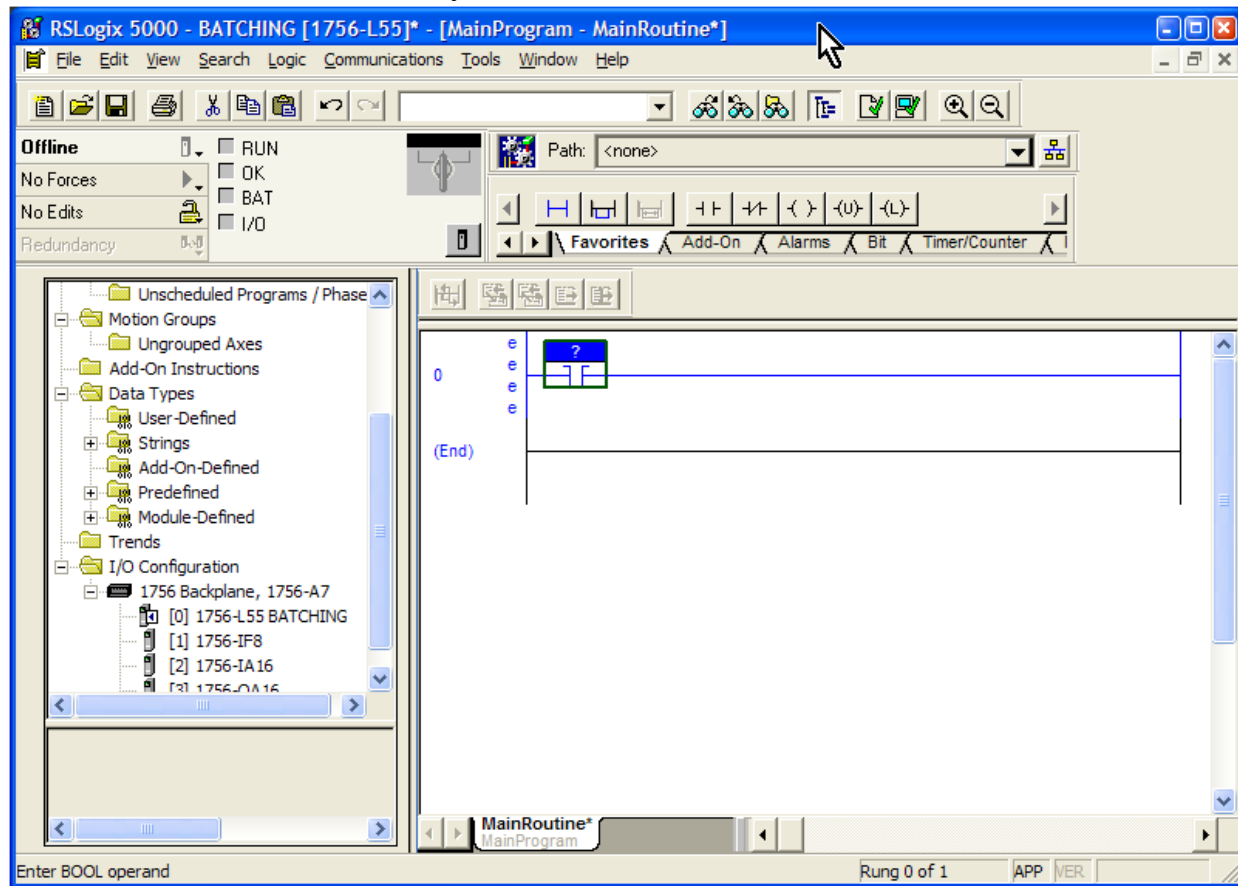 RSLogix 5000 - BATCHING [1756-L55]* - [MainProgram - MainRoutine*]
File Edit View Search Logic Communications Tools Window Help
Offline
RUN
Path: <none>
No Forces
OK
BAT
No Edits
I/O
Redundancy
Favorites Add-On Alarms Bit Timer/Counter
Unscheduled Programs / Phase
Motion Groups
Ungrouped Axes
Add-On Instructions
Data Types
User-Defined
Strings
Add-On-Defined
Predefined
Module-Defined
Trends
I/O Configuration
1756 Backplane, 1756-A7
[0] 1756-L55 BATCHING
[1] 1756-IF8
[2] 1756-IA16
[3] 1756-OA16
e
?
e
0
e
e
(End)
MainRoutine*
MainProgram
Enter BOOL operand
Rung 0 of 1
APP
VER